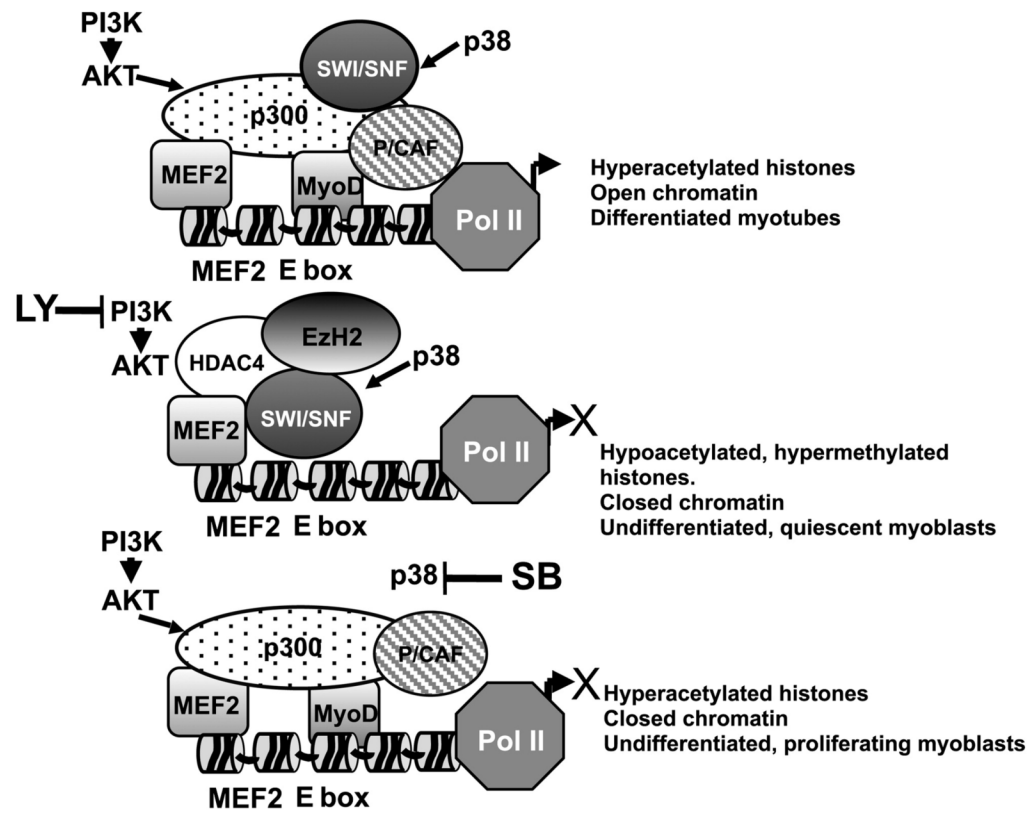 PI3K
AKT
SWI/SNF
p38
p300
P/CAF
MEF2
MyoD
Pol II
Hyperacetylated histones
Open chromatin
Differentiated myotubes
MEF2 E box
LY
PI3K
AKT
HDAC4
EzH2
p38
SWI/SNF
MEF2
Pol II
X
Hypoacetylated, hypermethylated
histones.
Closed chromatin
Undifferentiated, quiescent myoblasts
MEF2 E box
PI3K
AKT
p38
SB
p300
P/CAF
MEF2
MyoD
Pol II
X
Hyperacetylated histones
Closed chromatin
Undifferentiated, proliferating myoblasts
MEF2 E box